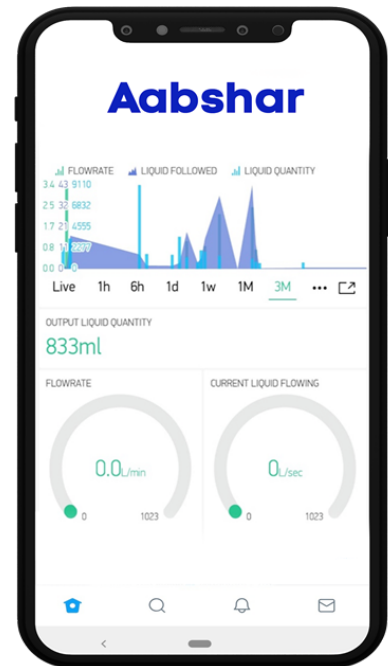 Aabshar
FLOWRATE LIQUID FOLLOWED LIQUID QUANTITY
3.4 43 9110
2.5 32 6832
1.7 21 4555
0.8 11
0.0 0 0
Live 1h 6h 1d 1w 1M 3M
OUTPUT LIQUID QUANTITY
833ml
FLOWRATE CURRENT LIQUID FLOWING
0.0L/min 0L/sec
0 1023 0 1023